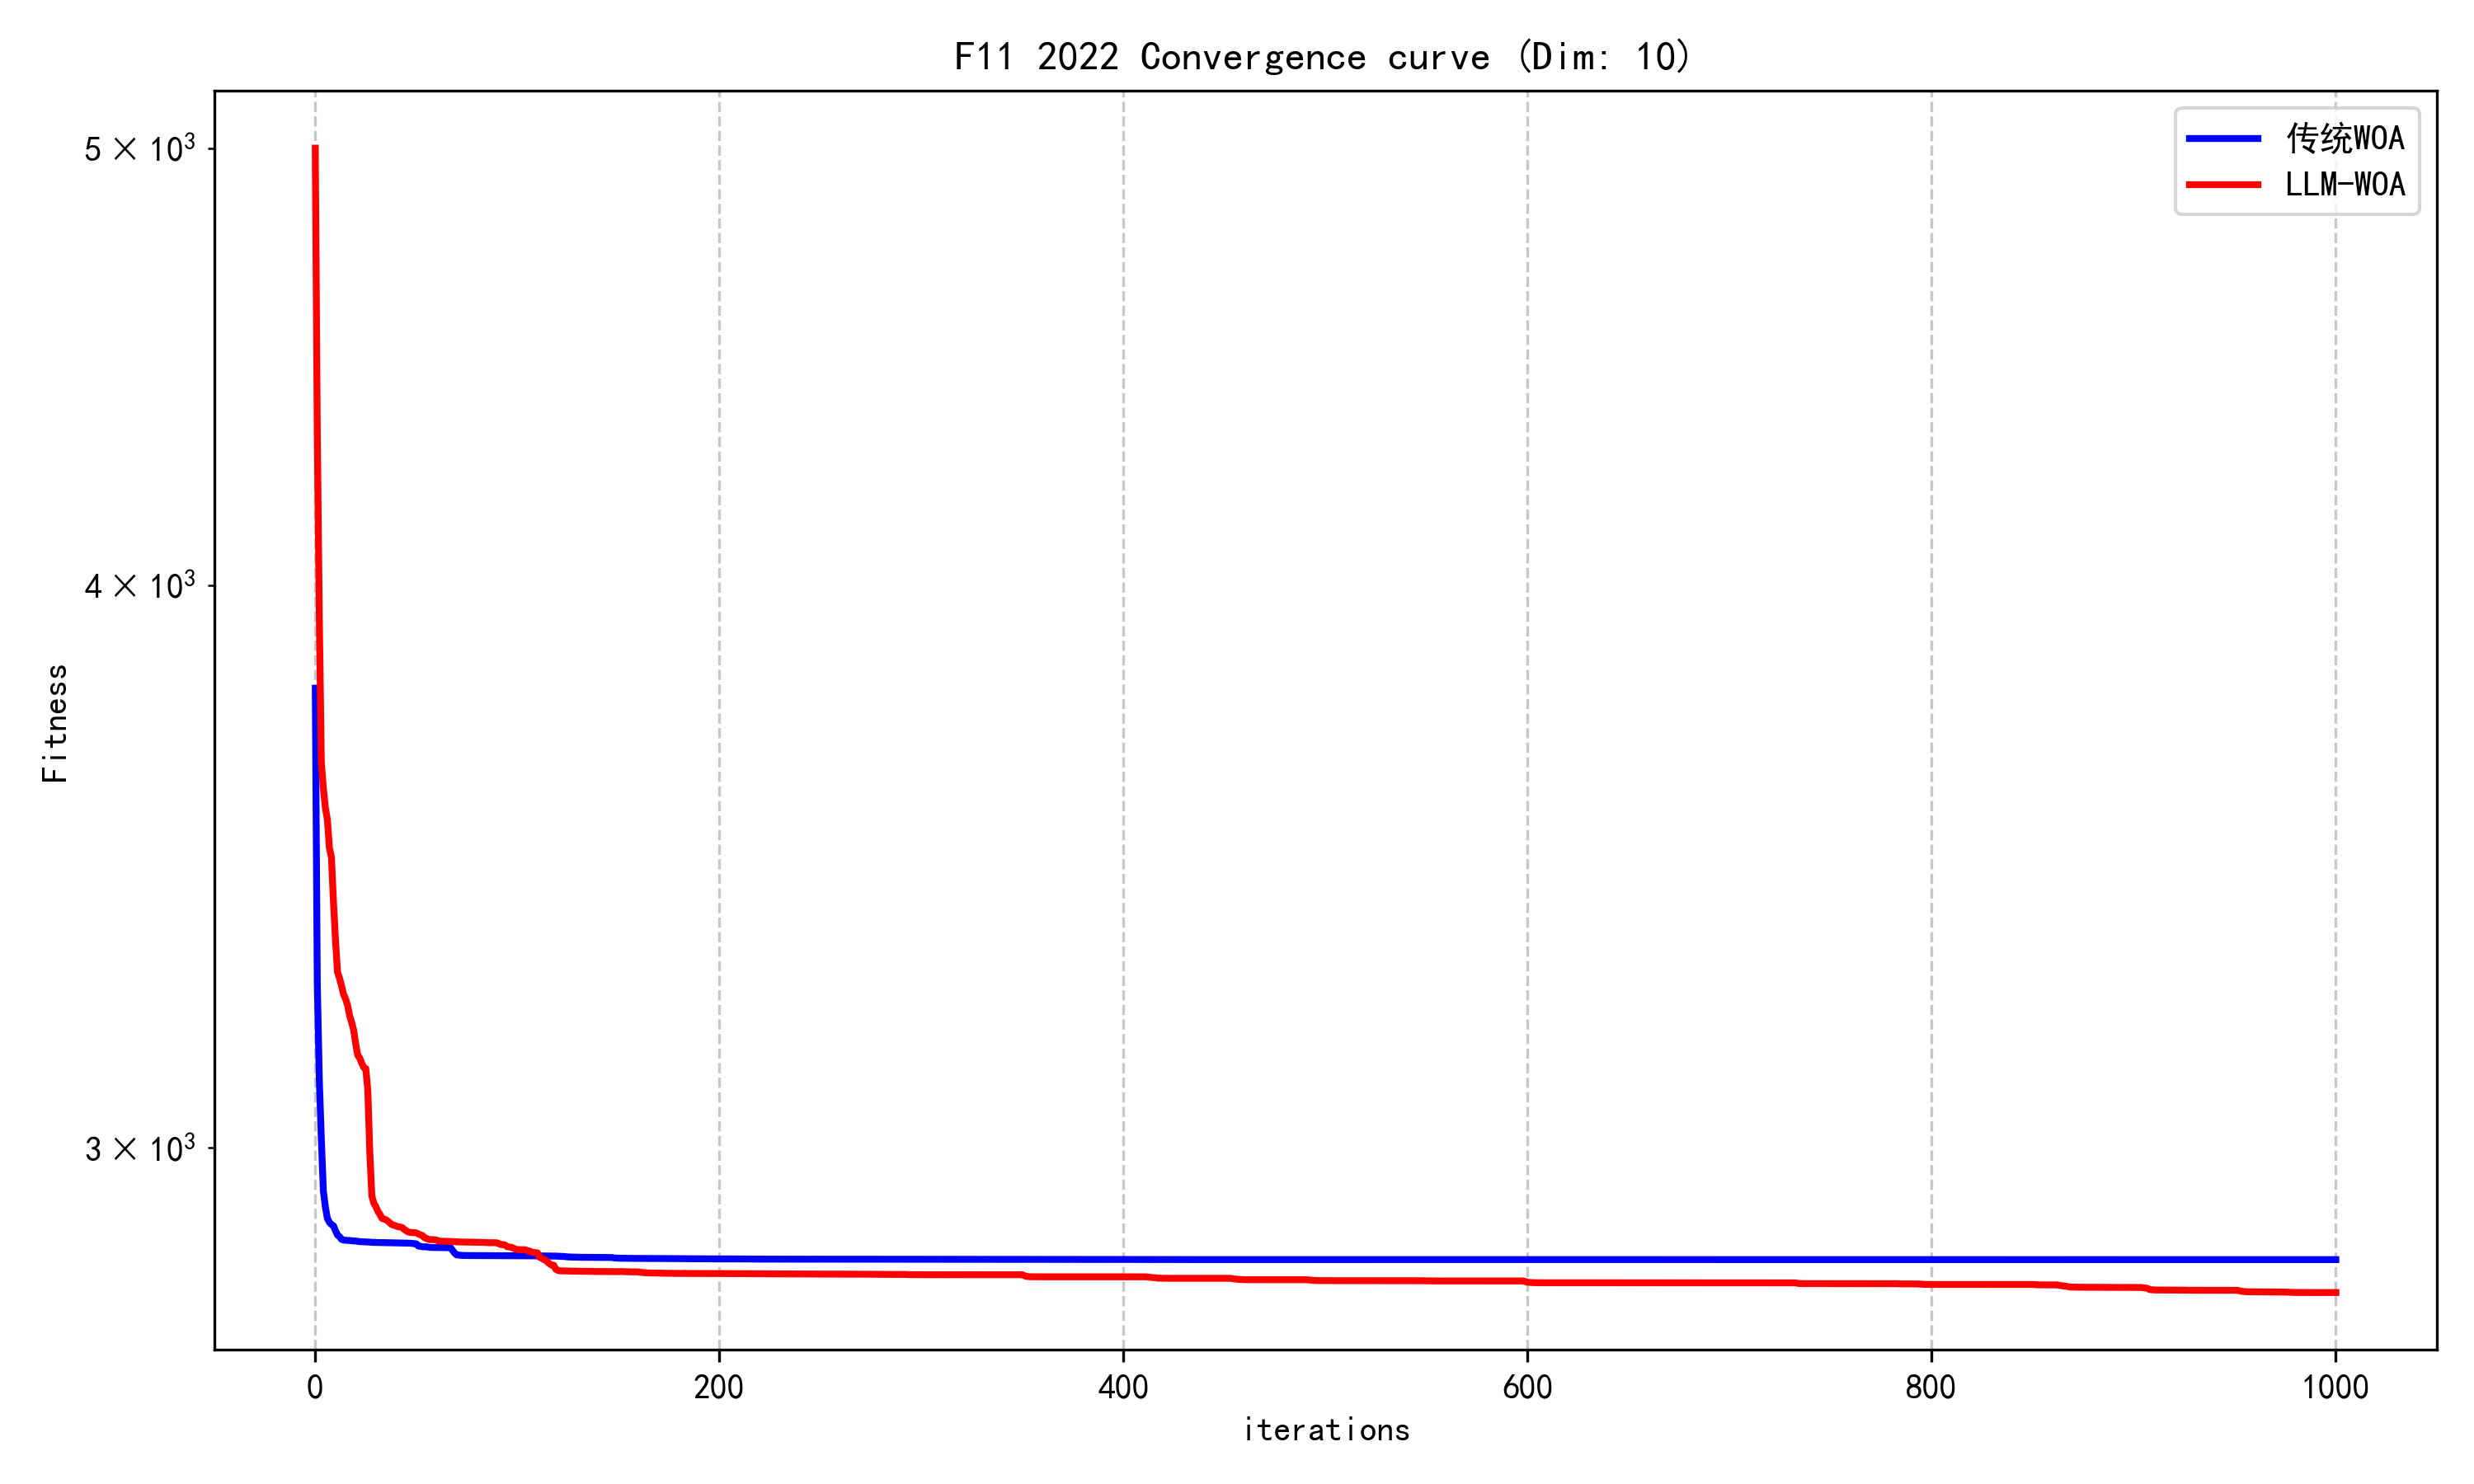 F11 2022 Convergence curve (Dim: 10)
传统WOA
LLM-WOA
5 × 10³
4 × 10³
3 × 10³
Fitness
0 200 400 600 800 1000
iterations